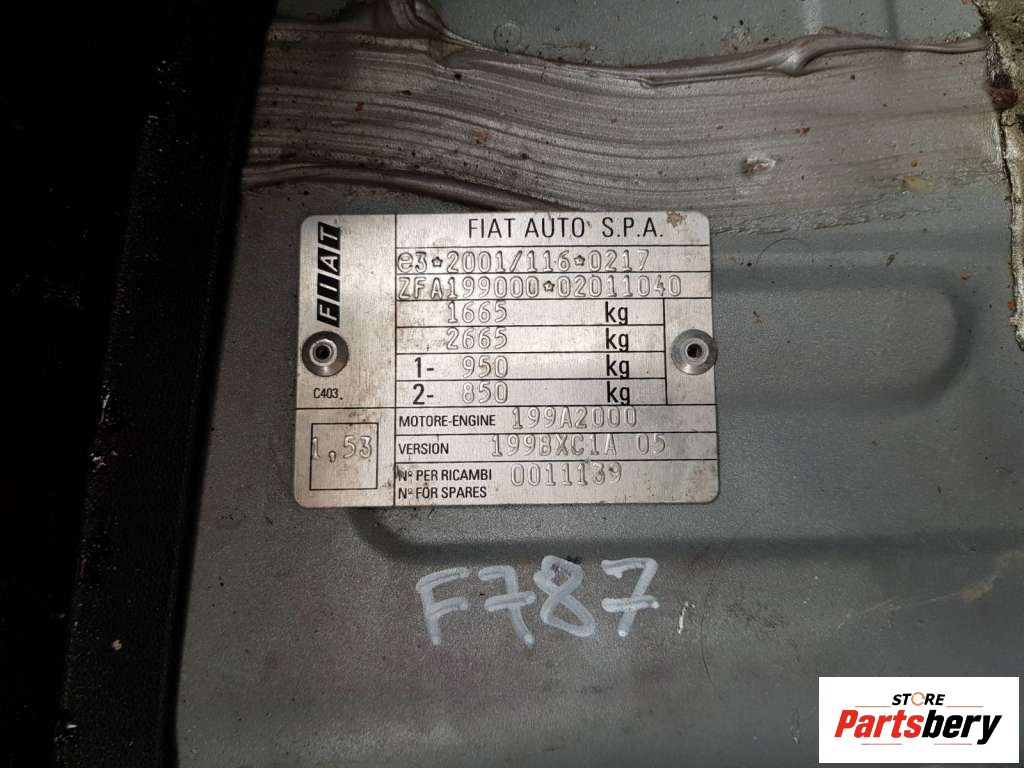 FIAT
FIAT AUTO S.P.A.
e3*2001/116*0217
ZFA199000*02011040
1665 kg
2665 kg
1- 950 kg
2- 850 kg
C403.
MOTORE-ENGINE 199A2000
1,53
VERSION 199BXC1A 05
Nº PER RICAMBI 0011139
Nº FOR SPARES
F787
STORE
Partsbery